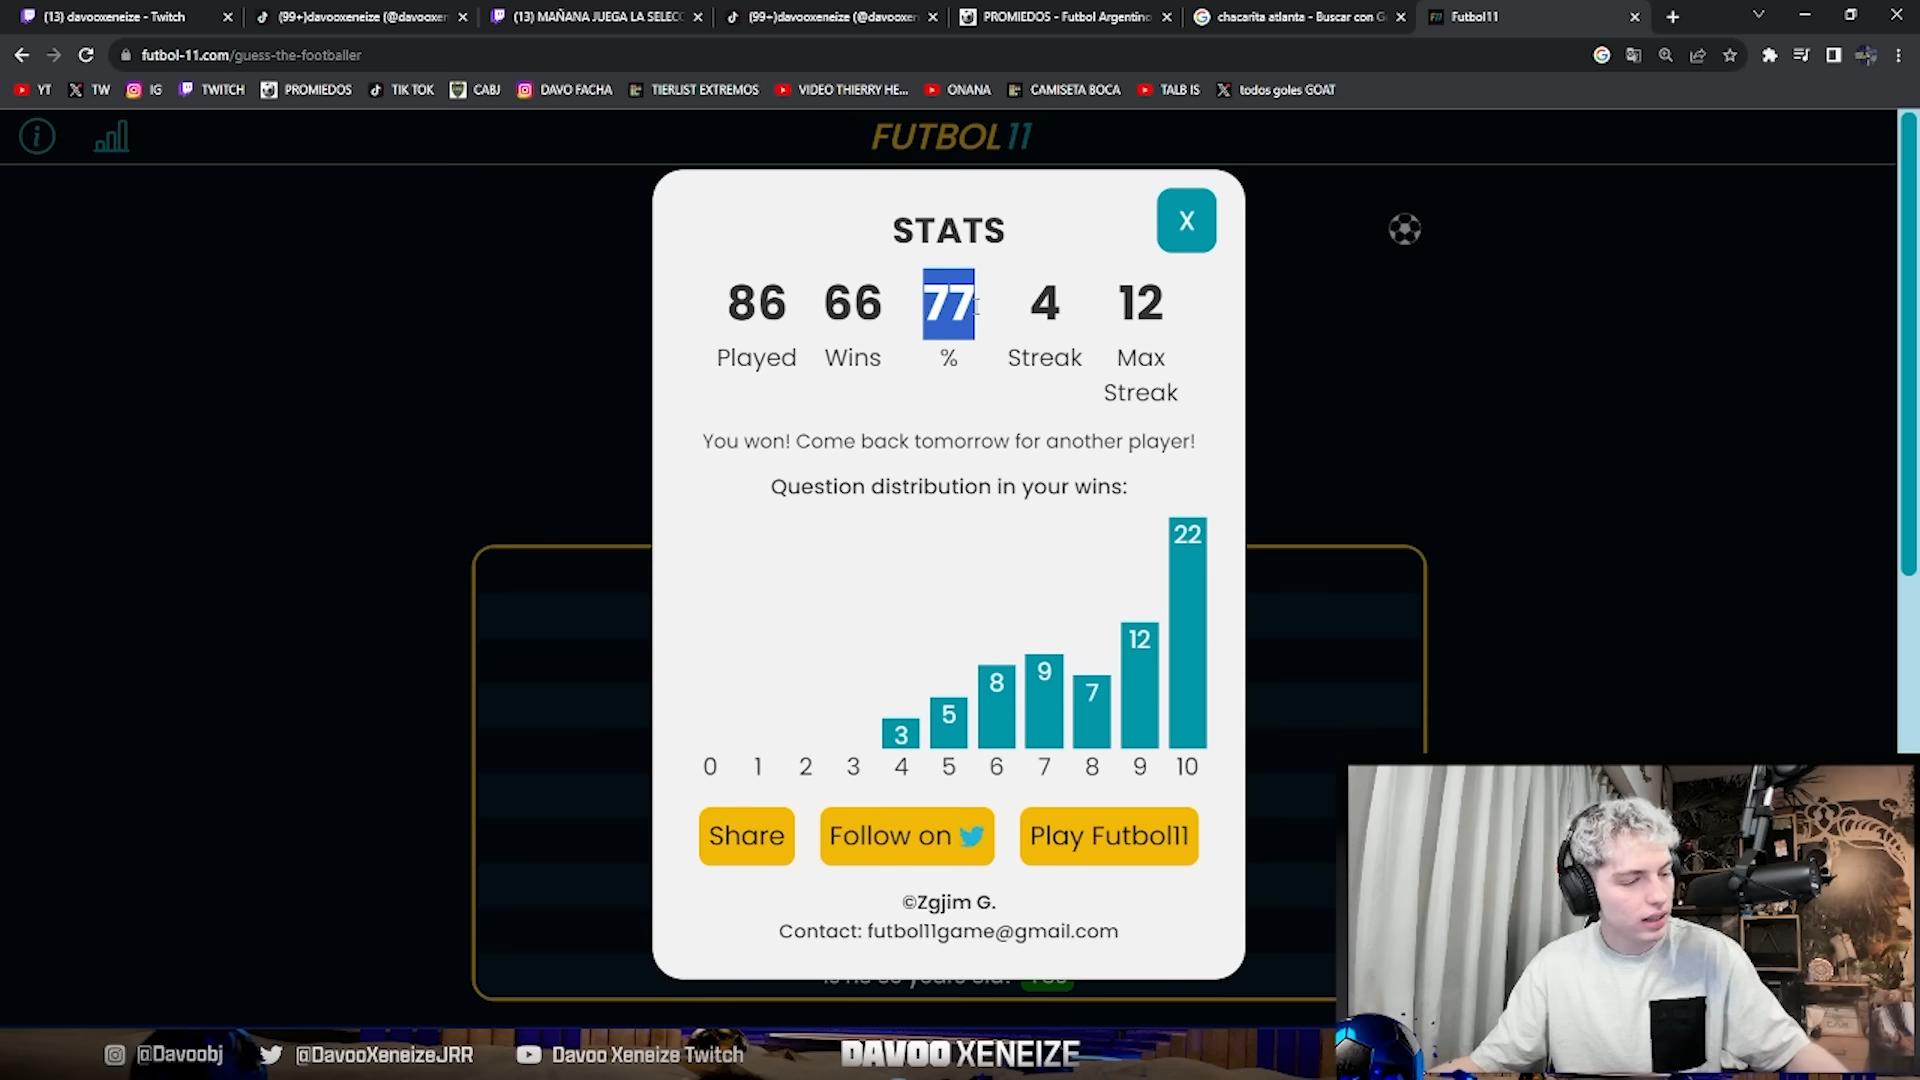 (13) davooxeneize - Twitch
(99+)davooxeneize (@davooxer
(13) MAÑANA JUEGA LA SELECC
(99+)davooxeneize (@davooxen
PROMIEDOS - Futbol Argentino
chacarita atlanta - Buscar con G
Futbol11
futbol-11.com/guess-the-footballer
YT
TW
IG
TWITCH
PROMIEDOS
TIK TOK
CABJ
DAVO FACHA
TIERLIST EXTREMOS
VIDEO THIERRY HE...
ONANA
CAMISETA BOCA
TALB IS
todos goles GOAT
FUTBOL 11
STATS
X
86 66 77 4 12
Played Wins % Streak Max Streak
You won! Come back tomorrow for another player!
Question distribution in your wins:
3 5 8 9 7 12 22
0 1 2 3 4 5 6 7 8 9 10
Share
Follow on
Play Futbol11
©Zgjim G.
Contact: futbol11game@gmail.com
@Davoobj
@DavooXeneizeJRR
Davoo Xeneize Twitch
DAVOO XENEIZE